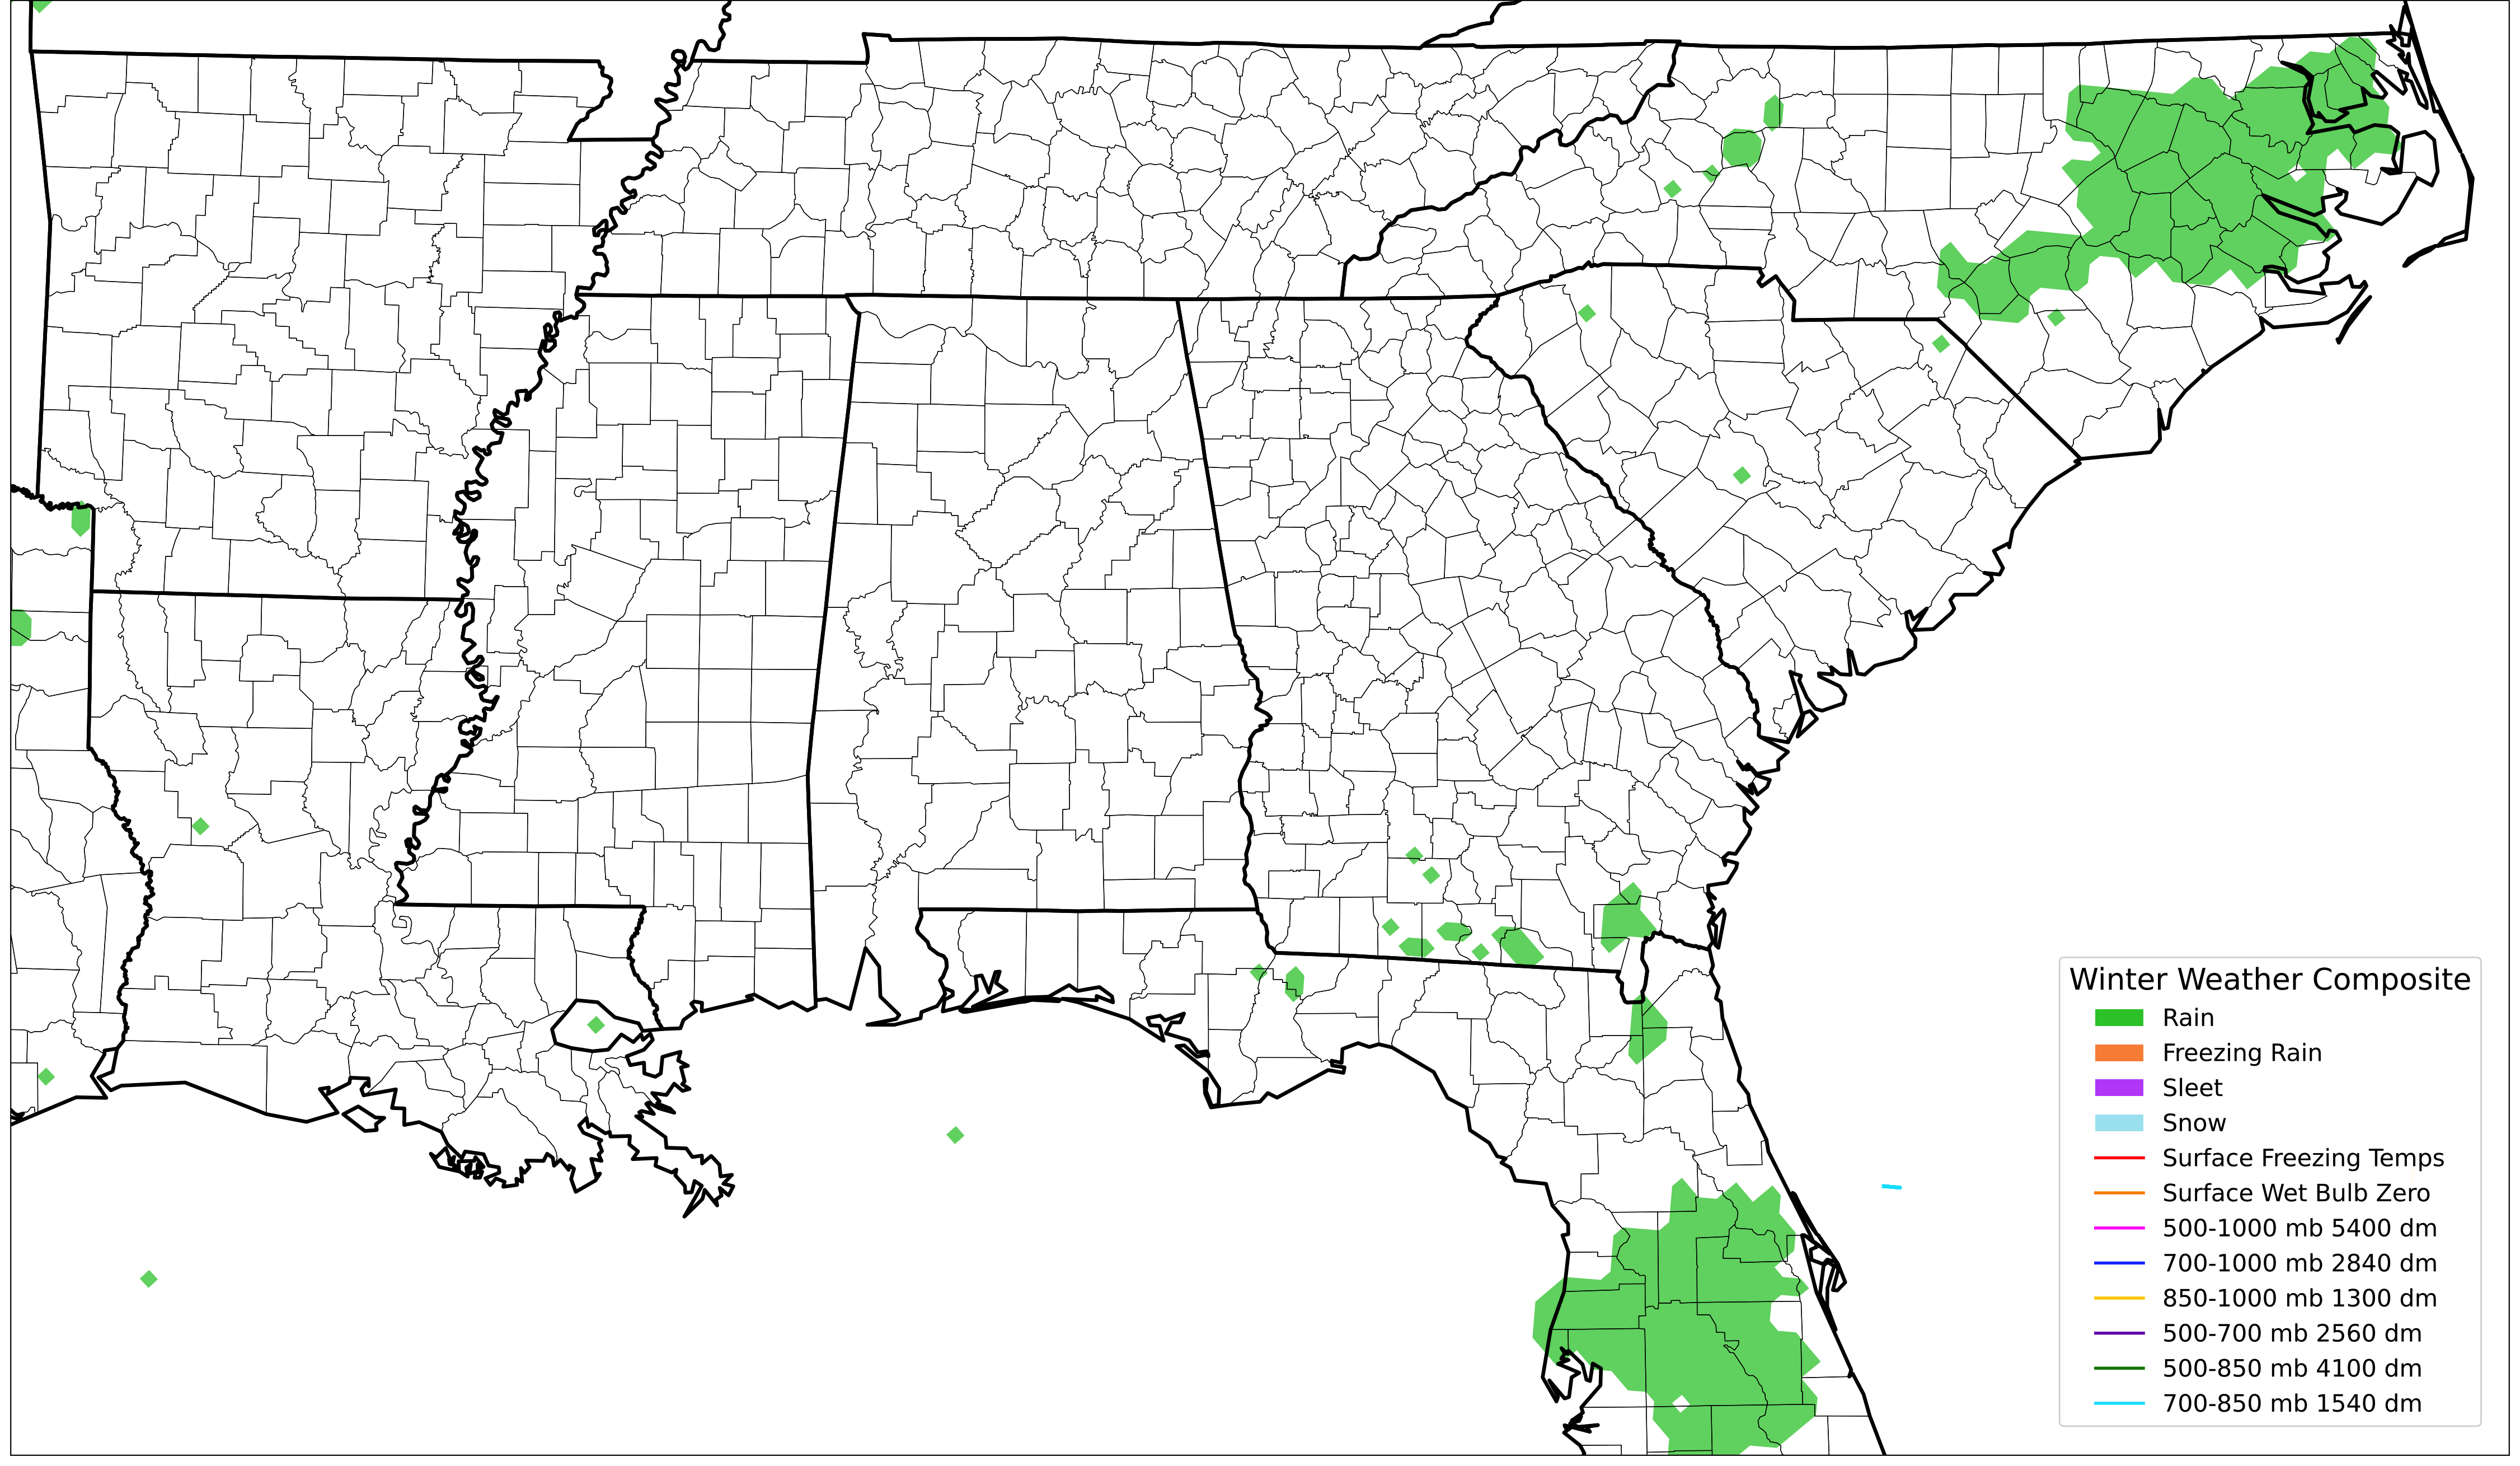 Winter Weather Composite
Rain
Freezing Rain
Sleet
Snow
Surface Freezing Temps
Surface Wet Bulb Zero
500-1000 mb 5400 dm
700-1000 mb 2840 dm
850-1000 mb 1300 dm
500-700 mb 2560 dm
500-850 mb 4100 dm
700-850 mb 1540 dm